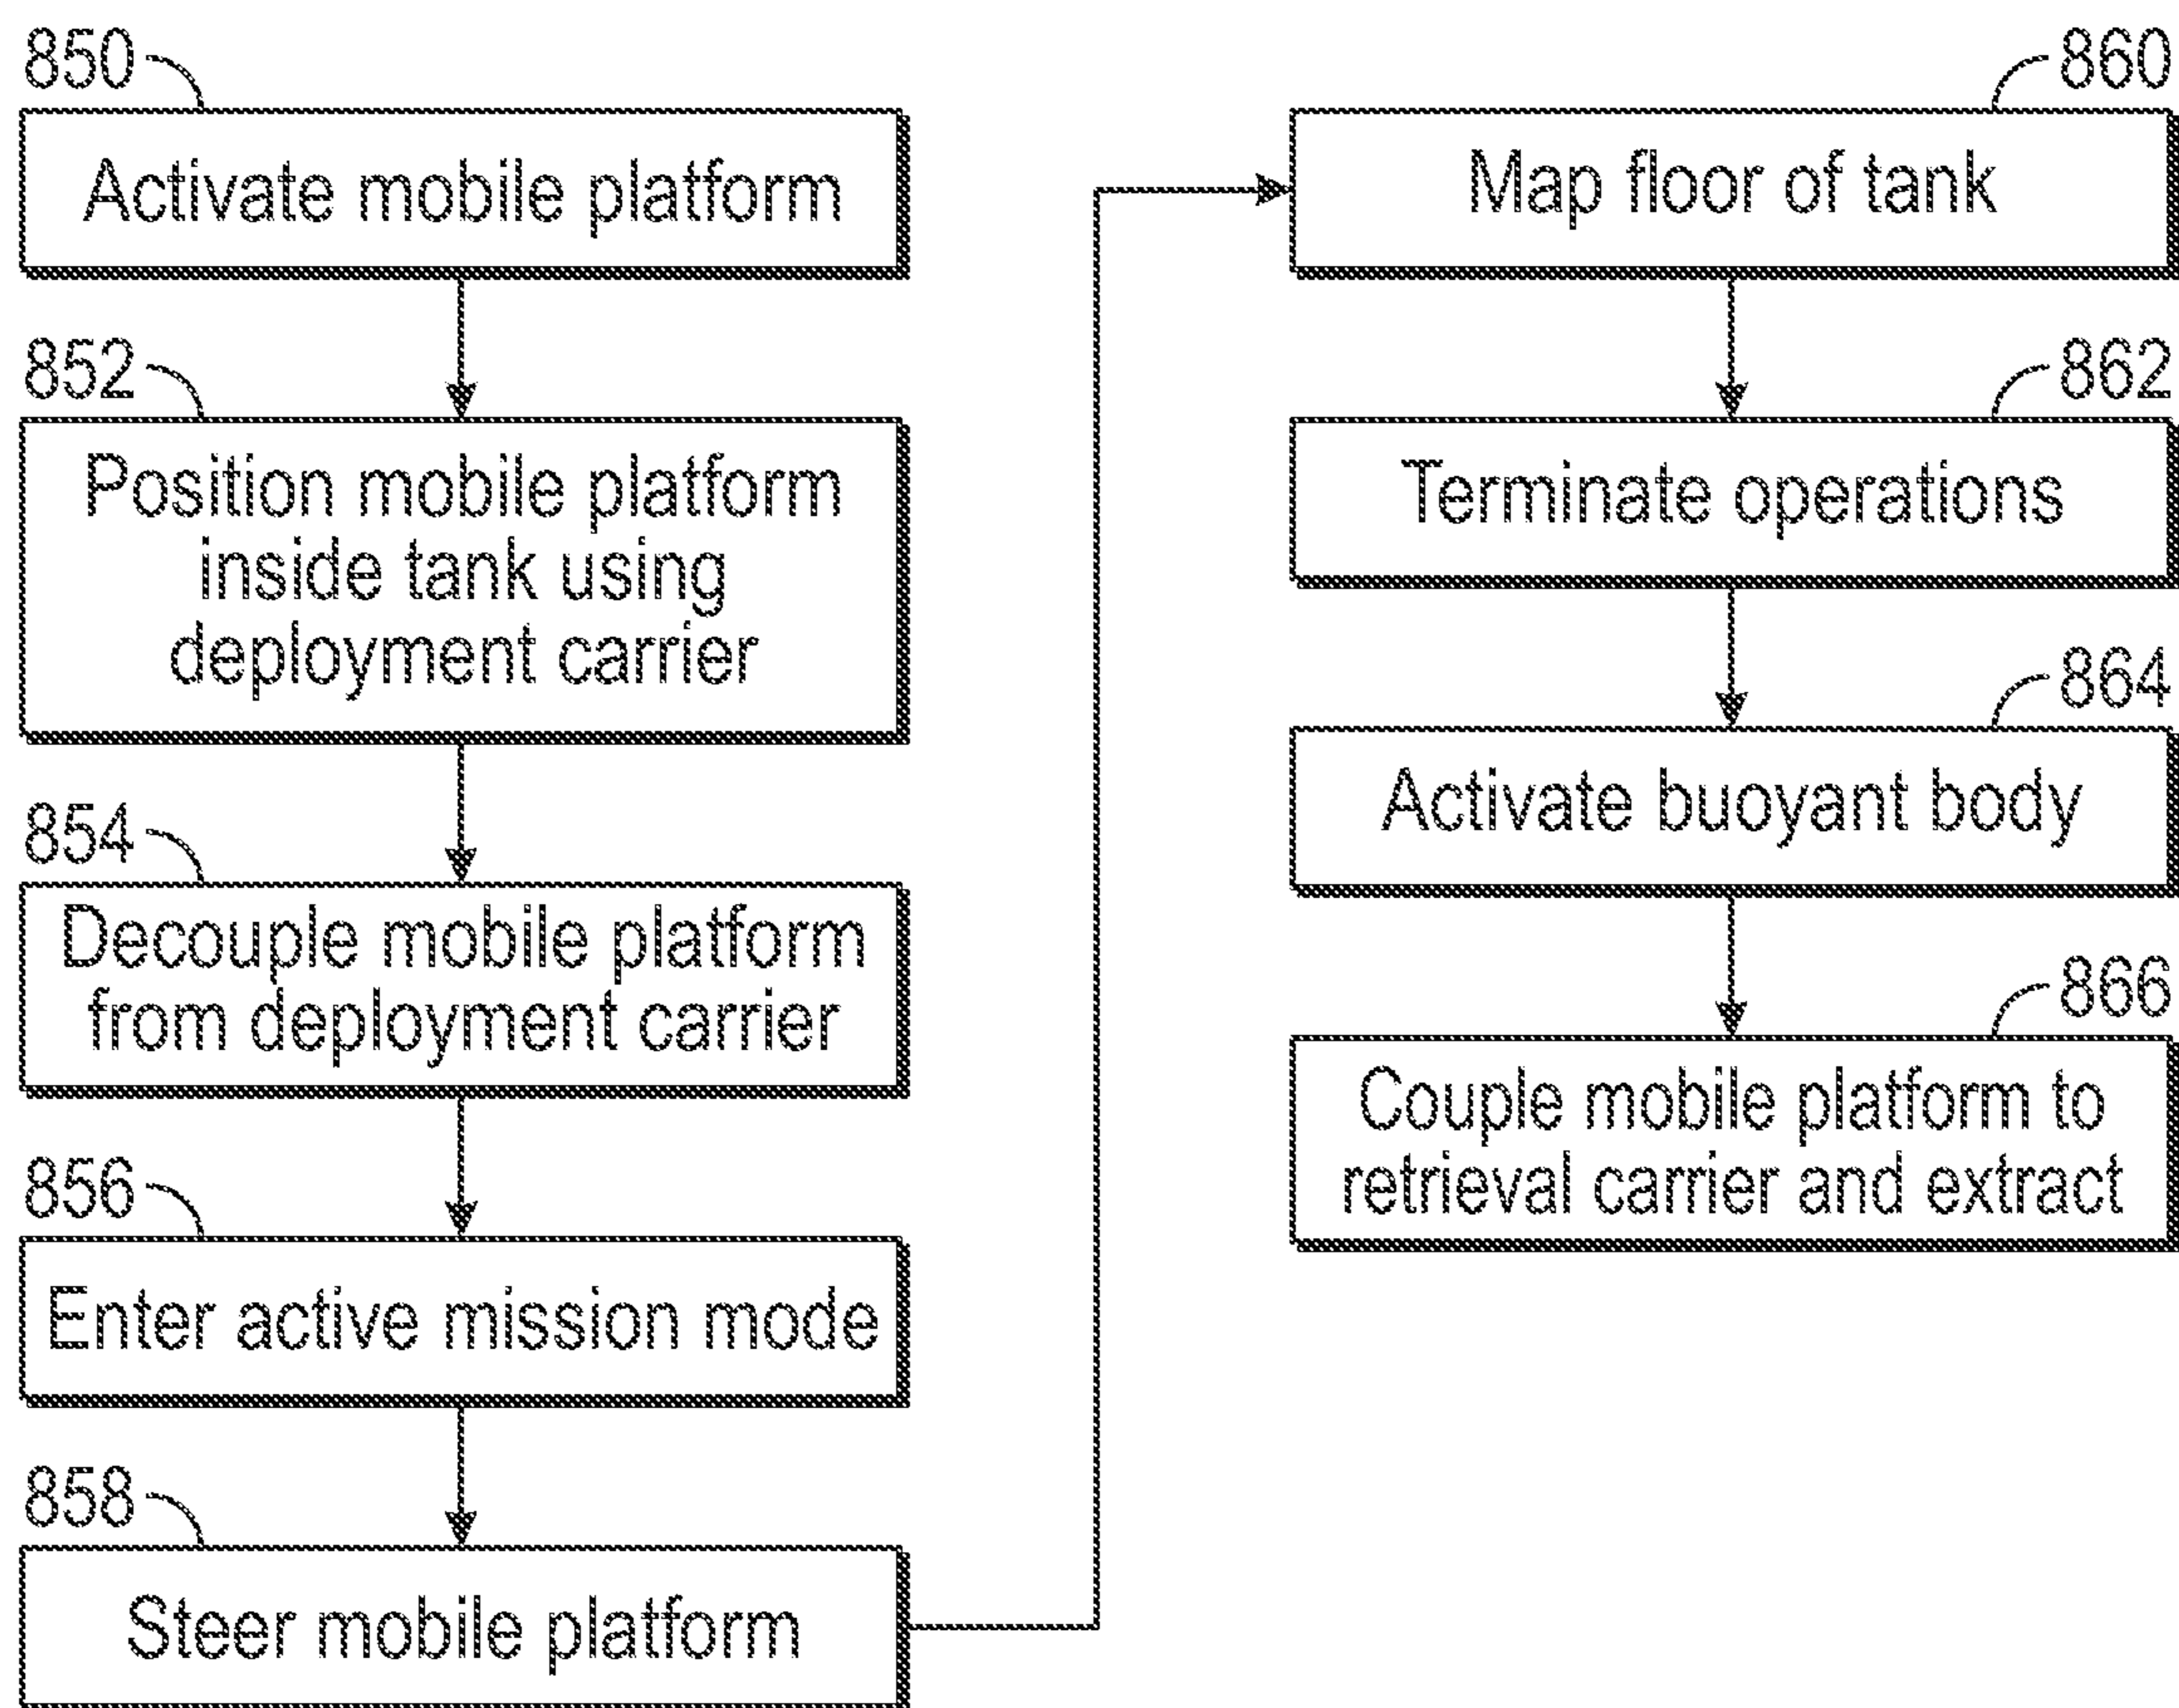 850
Activate mobile platform
852
Position mobile platform
inside tank using
deployment carrier
854
Decouple mobile platform
from deployment carrier
856
Enter active mission mode
858
Steer mobile platform
860
Map floor of tank
862
Terminate operations
864
Activate buoyant body
866
Couple mobile platform to
retrieval carrier and extract